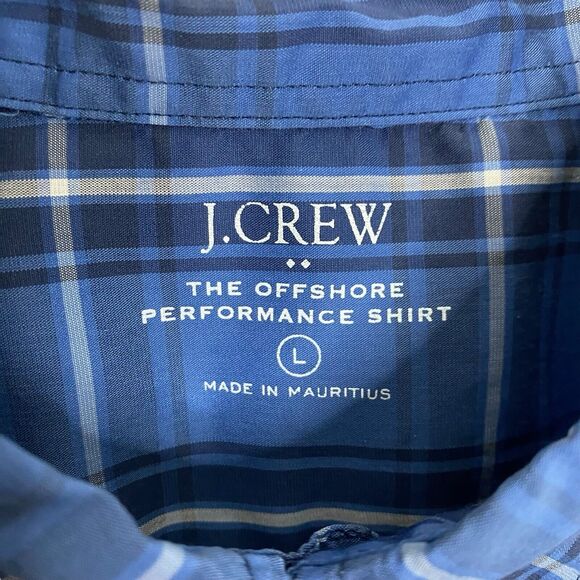 J.CREW
THE OFFSHORE
PERFORMANCE SHIRT
L
MADE IN MAURITIUS